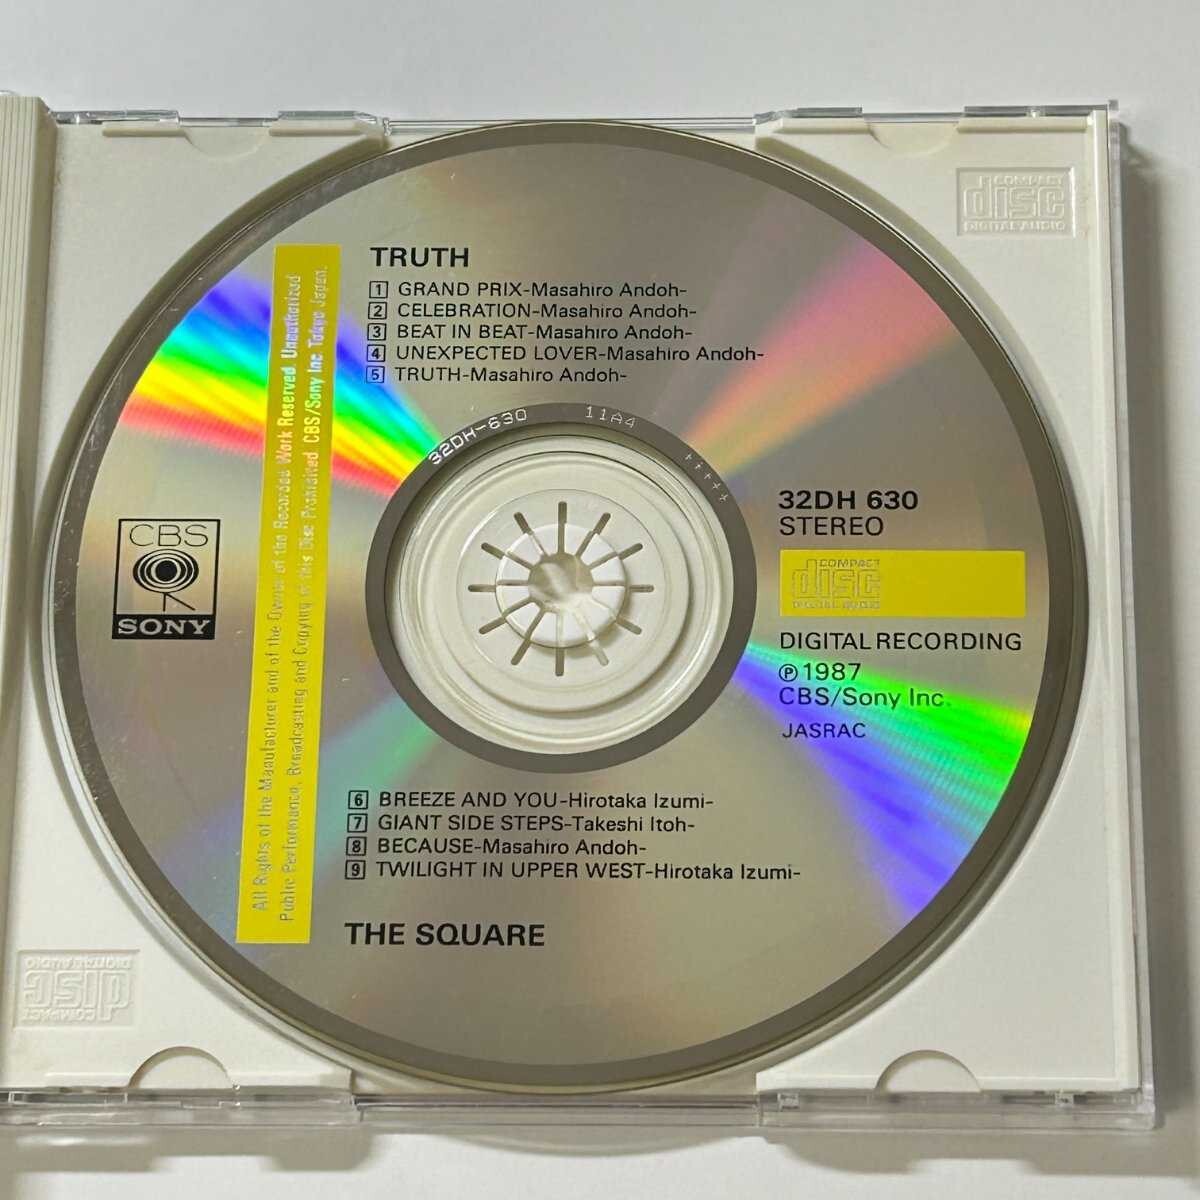 TRUTH
1 GRAND PRIX-Masahiro Andoh-
2 CELEBRATION-Masahiro Andoh-
3 BEAT IN BEAT-Masahiro Andoh-
4 UNEXPECTED LOVER-Masahiro Andoh-
5 TRUTH-Masahiro Andoh-
32DH-630 11A4 +++++
CBS
SONY
32DH 630
STEREO
COMPACT
disc
DIGITAL AUDIO
DIGITAL RECORDING
℗ 1987
CBS/Sony Inc.
JASRAC
6 BREEZE AND YOU-Hirotaka Izumi-
7 GIANT SIDE STEPS-Takeshi Itoh-
8 BECAUSE-Masahiro Andoh-
9 TWILIGHT IN UPPER WEST-Hirotaka Izumi-
THE SQUARE
All Rights of the Manufacturer and of the Owner of the Recorded Work Reserved. Unauthorized
Public Performance, Broadcasting and Copying of this Disc Prohibited. CBS/Sony Inc. Tokyo Japan.
COMPACT
disc
DIGITAL AUDIO
COMPACT
disc
DIGITAL AUDIO